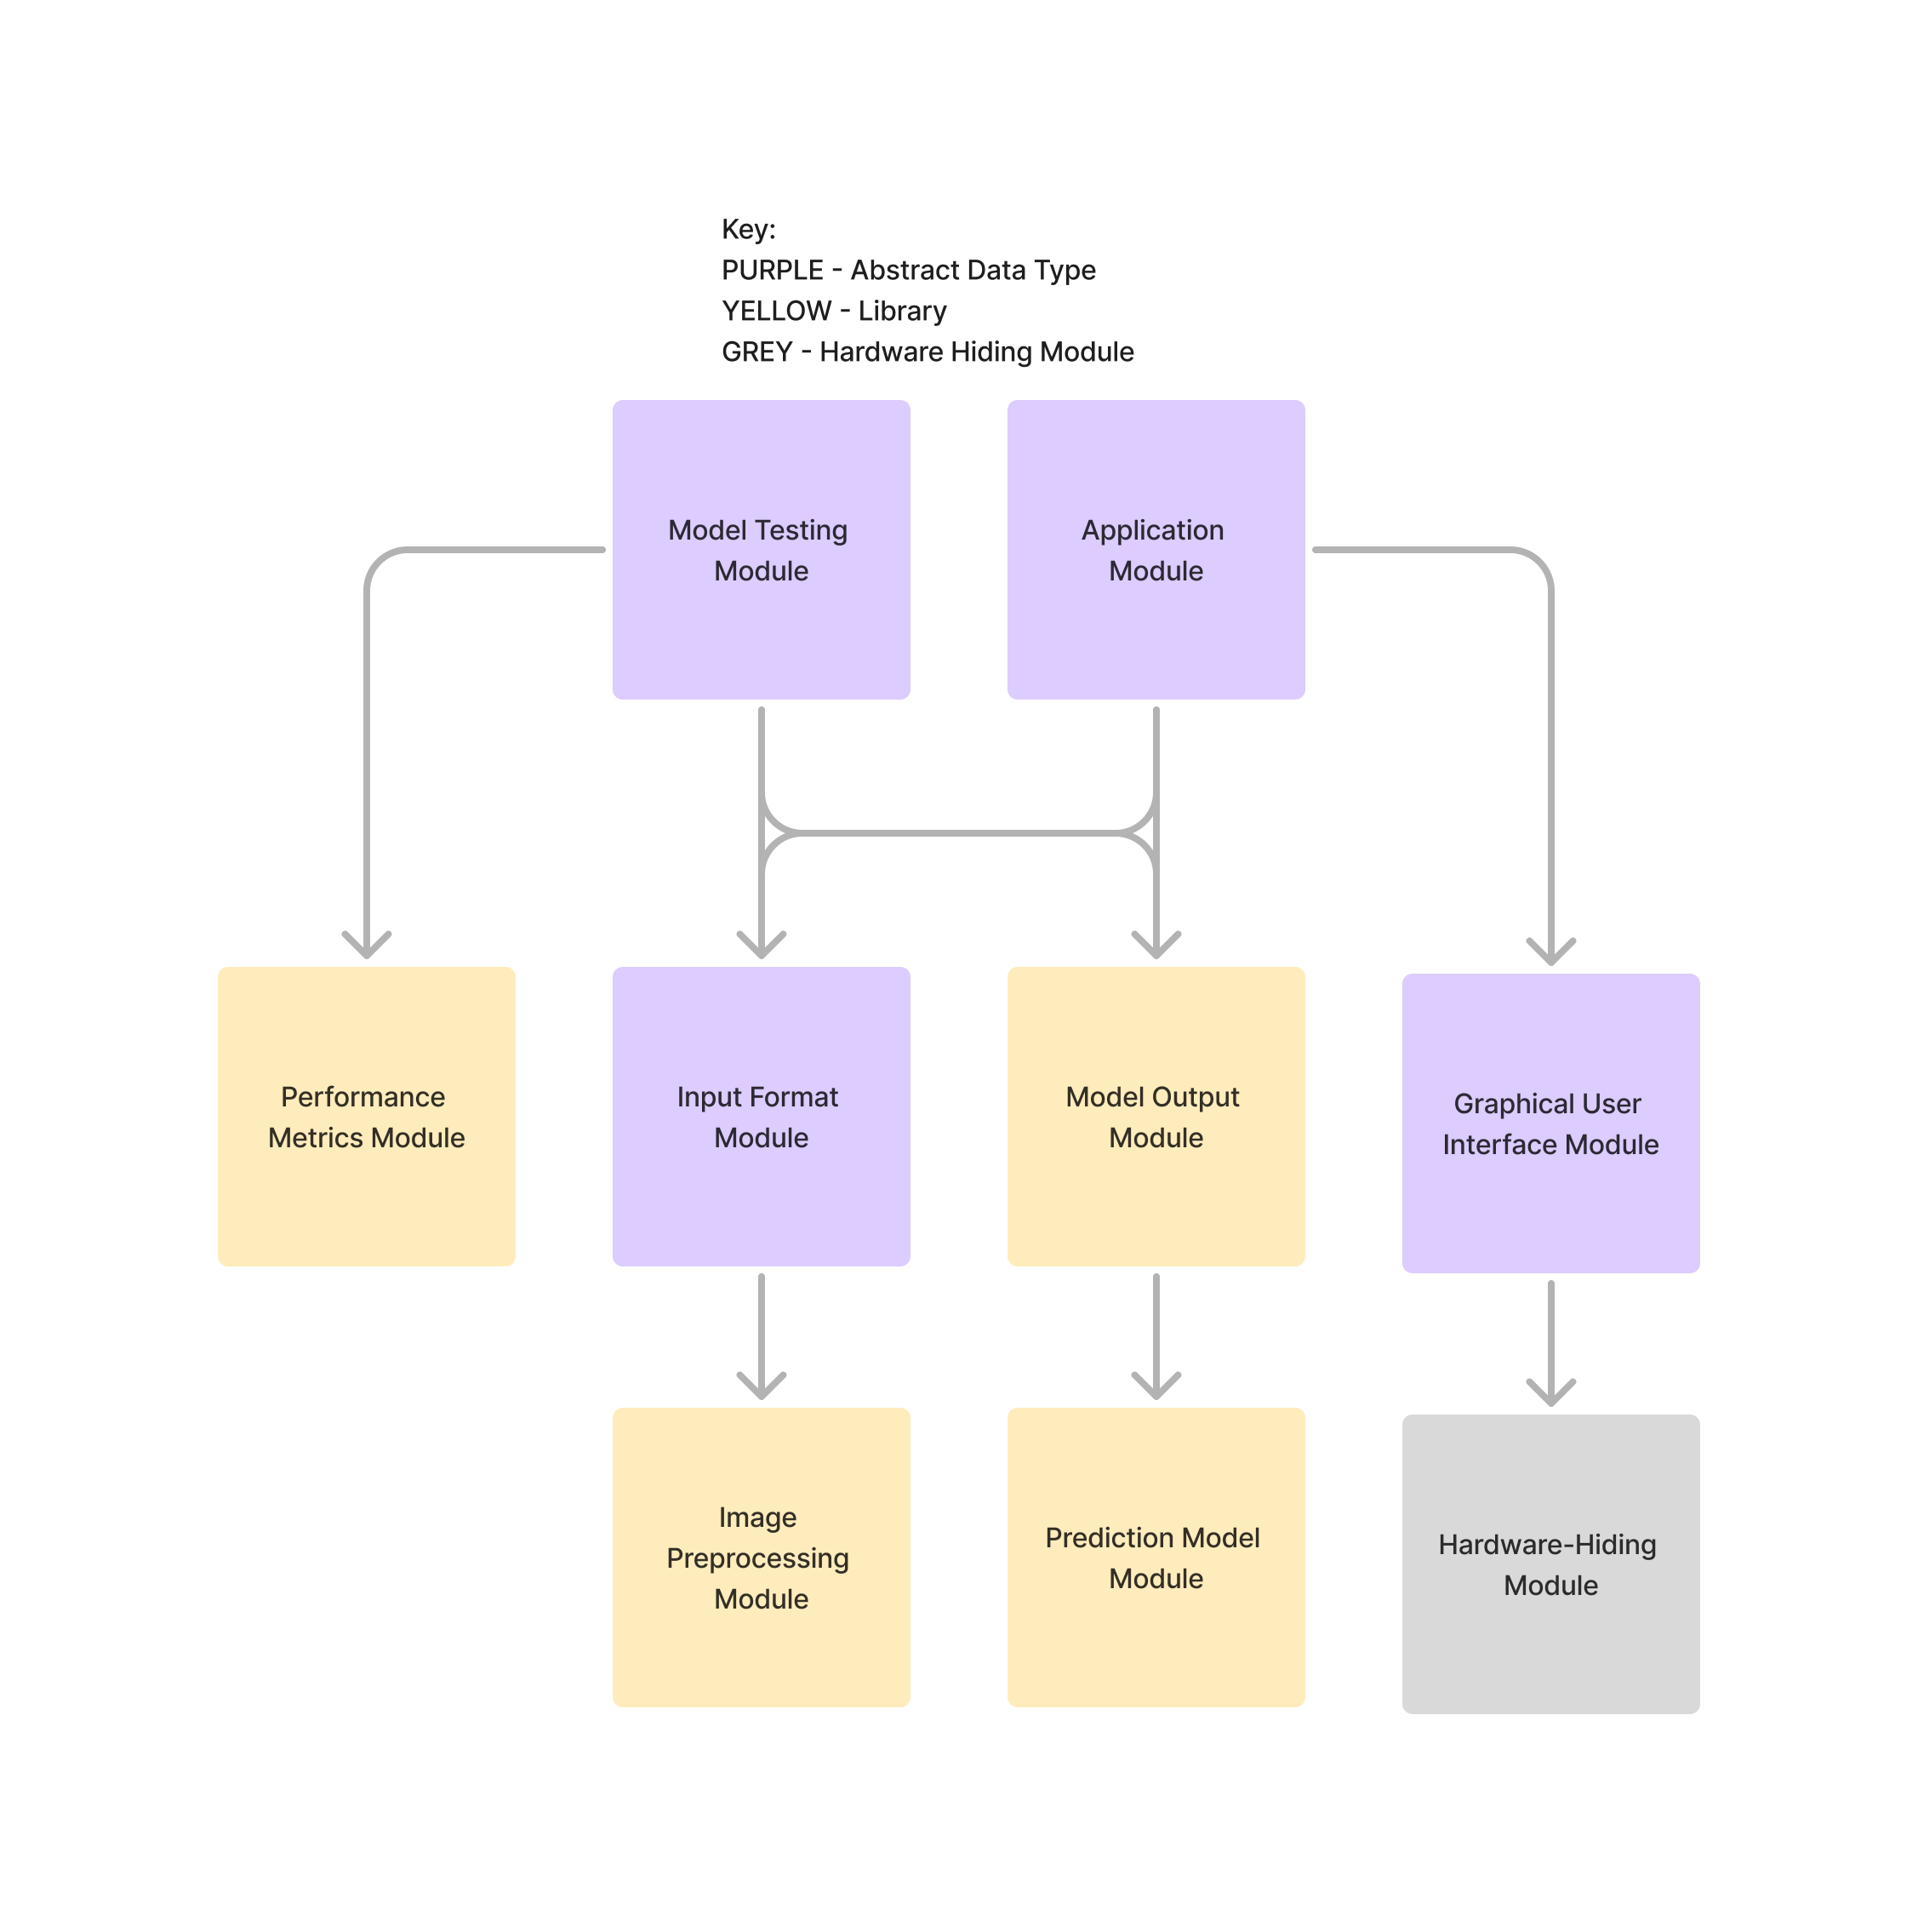 Key:
PURPLE - Abstract Data Type
YELLOW - Library
GREY - Hardware Hiding Module
Model Testing
Module
Application
Module
Performance
Metrics Module
Input Format
Module
Model Output
Module
Graphical User
Interface Module
Image
Preprocessing
Module
Prediction Model
Module
Hardware-Hiding
Module